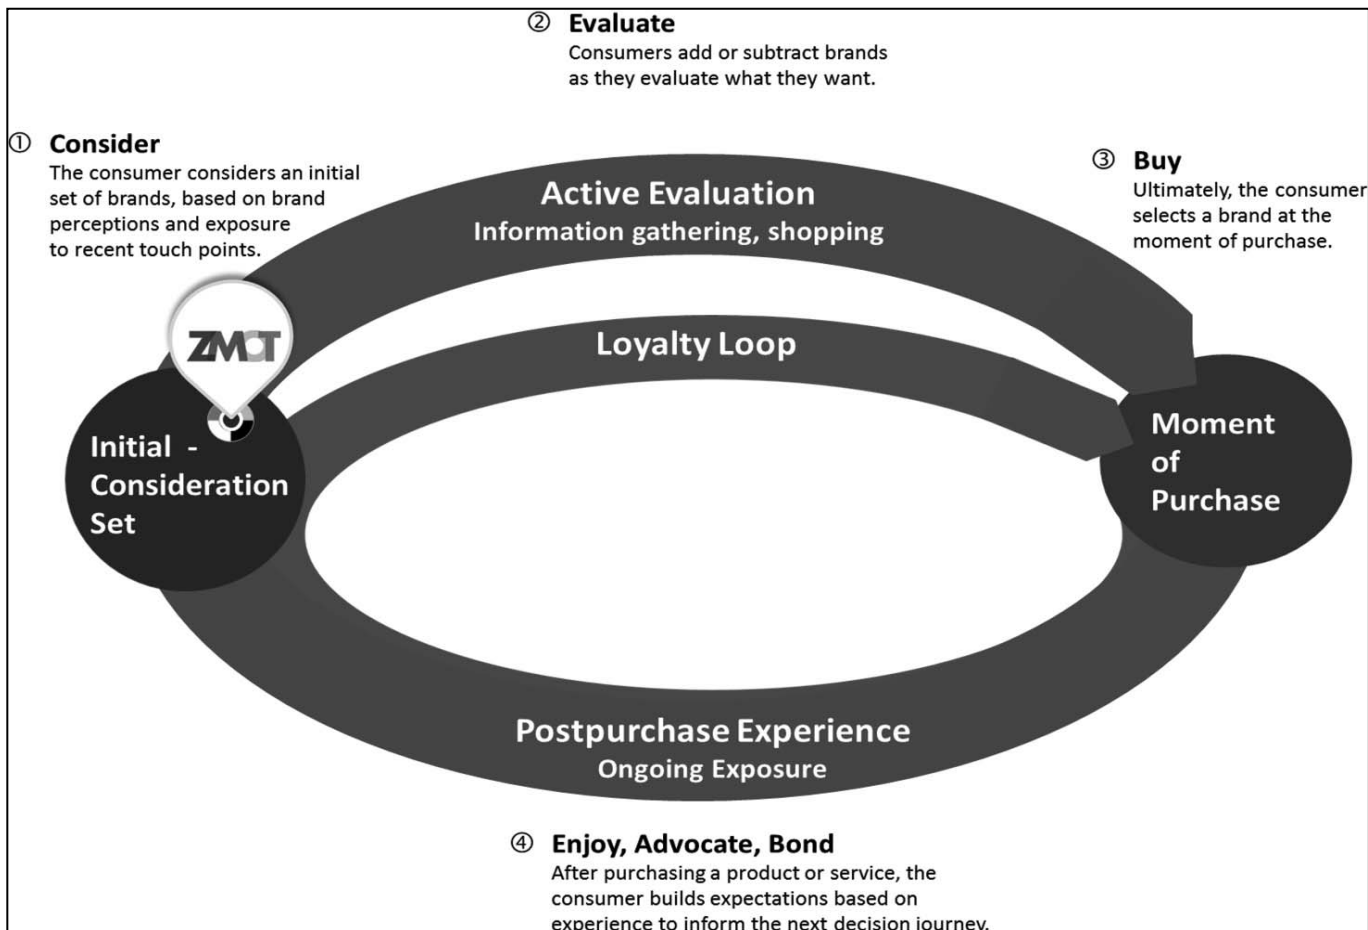 ② Evaluate
Consumers add or subtract brands
as they evaluate what they want.
① Consider
The consumer considers an initial
set of brands, based on brand
perceptions and exposure
to recent touch points.
③ Buy
Ultimately, the consumer
selects a brand at the
moment of purchase.
Active Evaluation
Information gathering, shopping
ZMOT
Loyalty Loop
Initial -
Consideration
Set
Moment
of
Purchase
Postpurchase Experience
Ongoing Exposure
④ Enjoy, Advocate, Bond
After purchasing a product or service, the
consumer builds expectations based on
experience to inform the next decision journey.